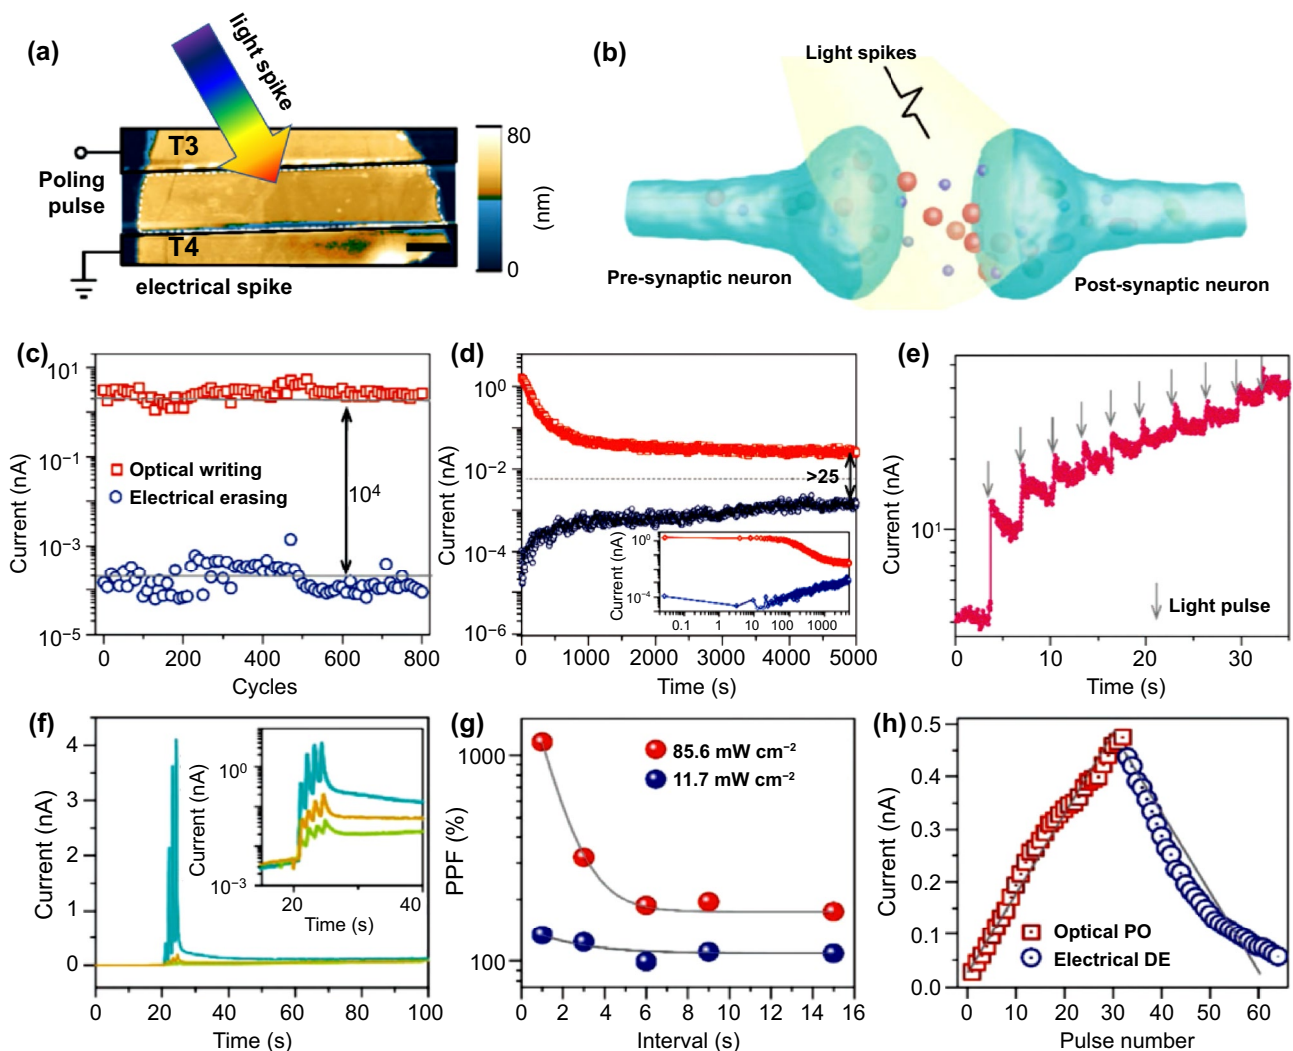 (a)
light spike
T3
Poling
pulse
T4
electrical spike
80
(nm)
0
(b)
Light spikes
Pre-synaptic neuron
Post-synaptic neuron
(c)
Current (nA)
10¹
10⁻¹
10⁻³
10⁻⁵
Optical writing
Electrical erasing
10⁴
0 200 400 600 800
Cycles
(d)
Current (nA)
10⁰
10⁻²
10⁻⁴
10⁻⁶
>25
Current (nA)
10⁰
10⁻⁴
0.1 1 10 100 1000
0 1000 2000 3000 4000 5000
Time (s)
(e)
Current (nA)
10¹
Light pulse
0 10 20 30
Time (s)
(f)
Current (nA)
4
3
2
1
0
Current (nA)
10⁰
10⁻³
20 40
Time (s)
0 20 40 60 80 100
Time (s)
(g)
PPF (%)
1000
100
85.6 mW cm⁻²
11.7 mW cm⁻²
0 2 4 6 8 10 12 14 16
Interval (s)
(h)
Current (nA)
0.5
0.4
0.3
0.2
0.1
0.0
Optical PO
Electrical DE
0 10 20 30 40 50 60
Pulse number